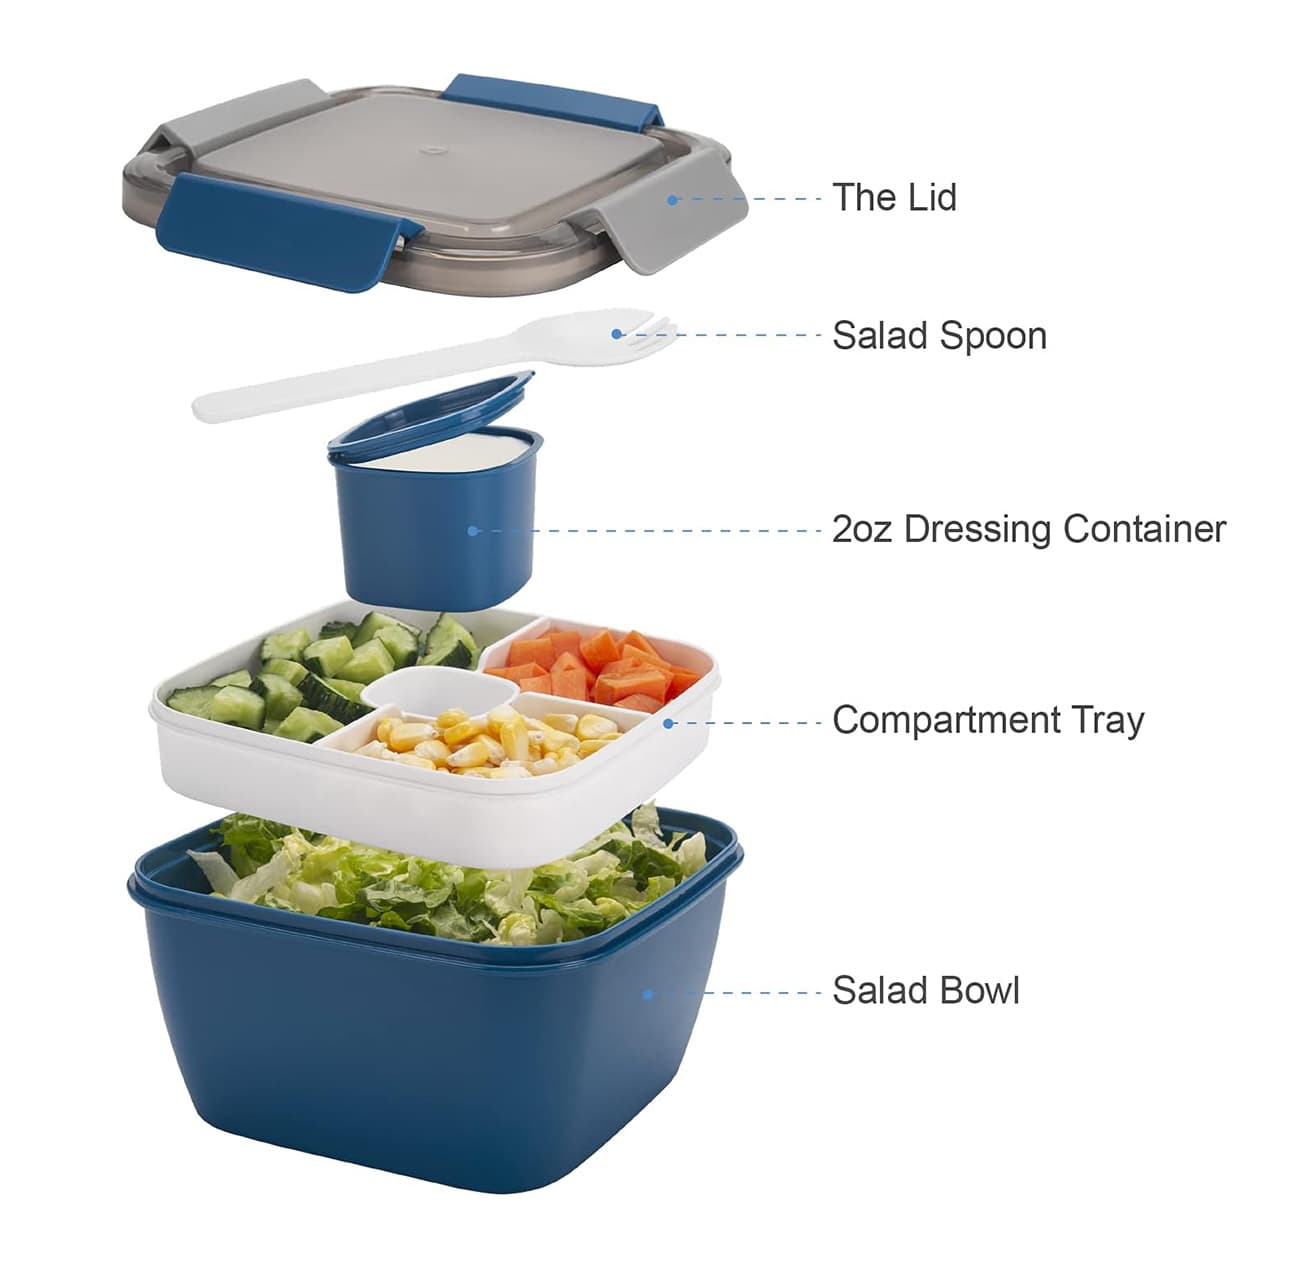 The Lid
Salad Spoon
2oz Dressing Container
Compartment Tray
Salad Bowl